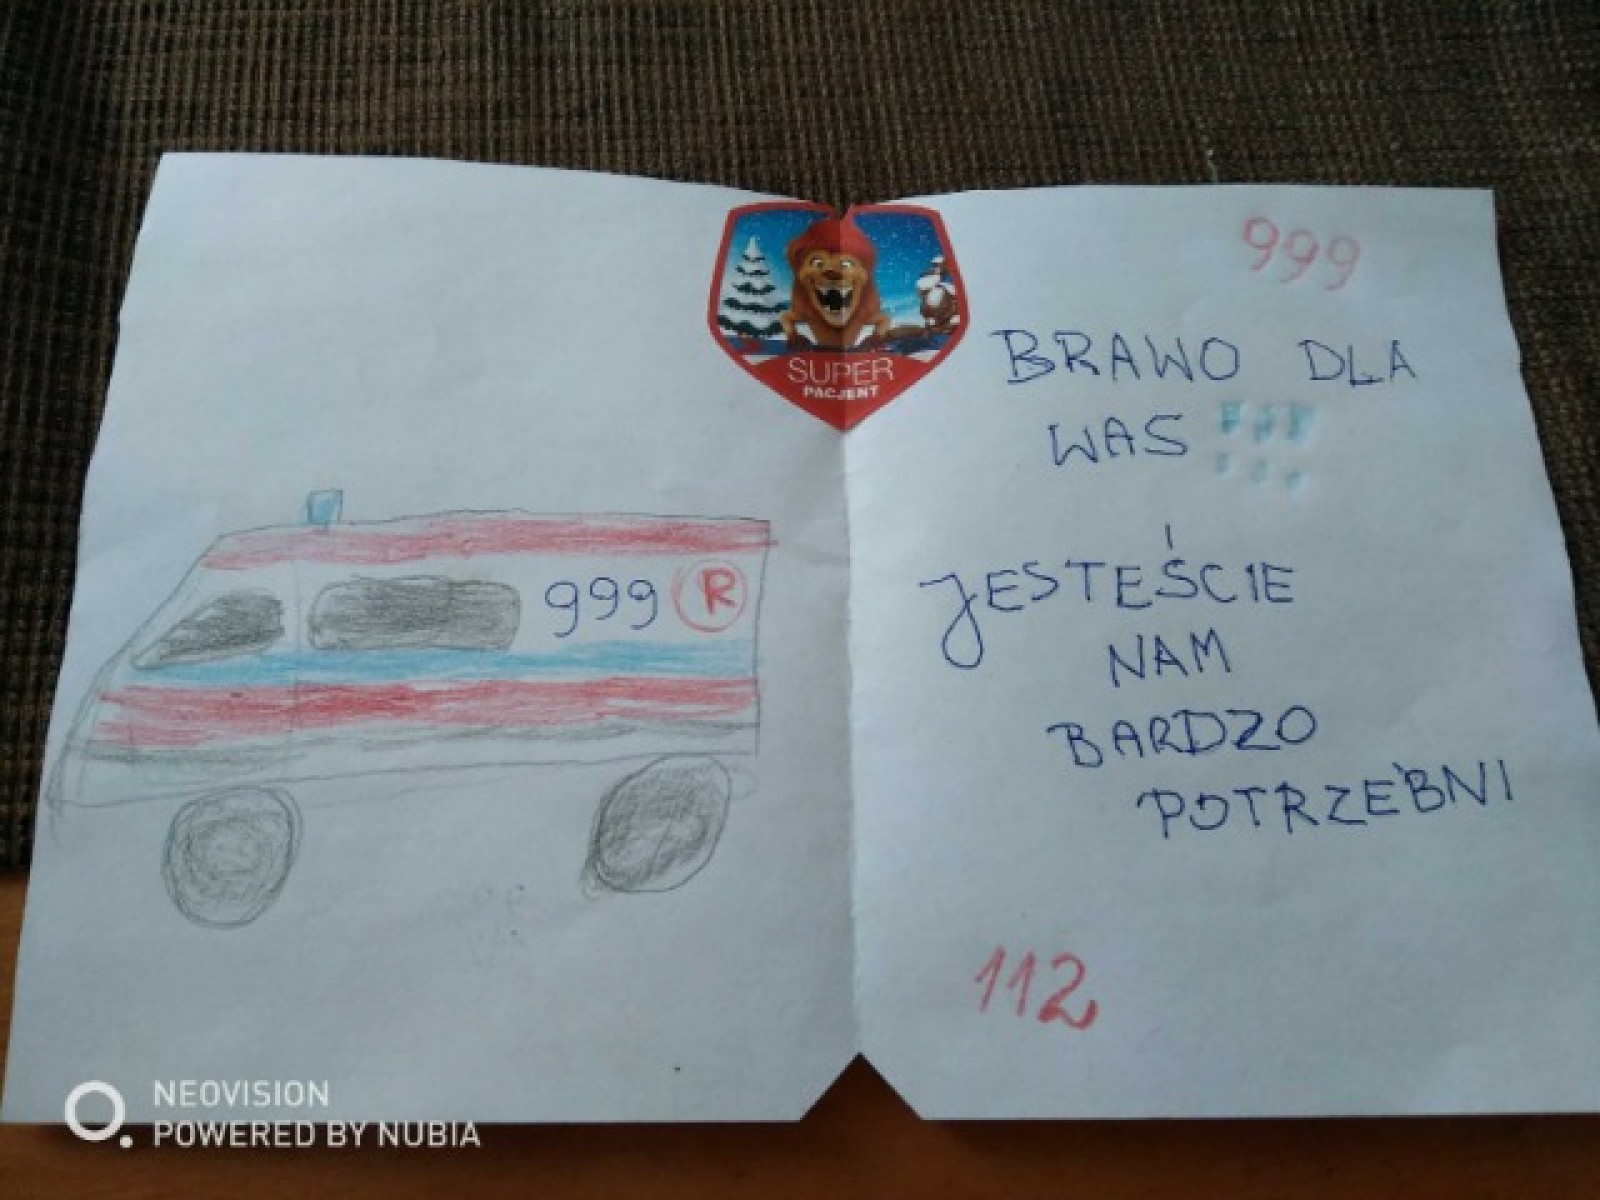 999
SUPER
PACJENT
BRAWO DLA
WAS !!!
JESTEŚCIE
NAM
BARDZO
POTRZEBNI
999 R
112
NEOVISION
POWERED BY NUBIA